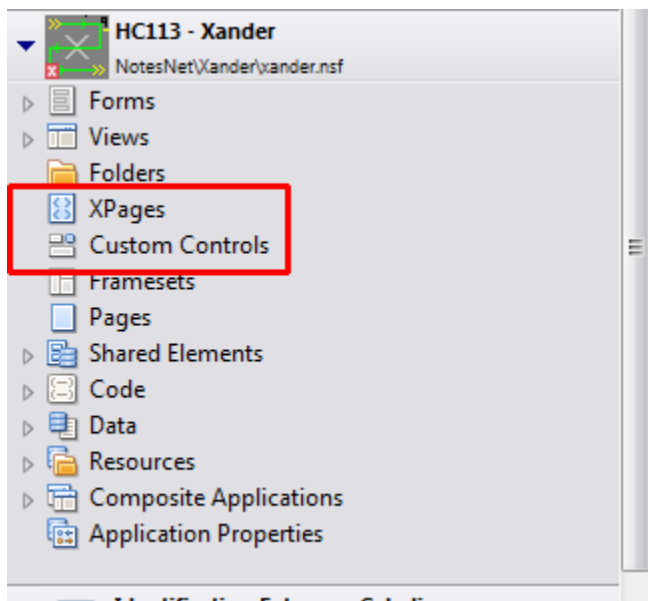 HC113 - Xander
NotesNet\Xander\xander.nsf
Forms
Views
Folders
XPages
Custom Controls
Framesets
Pages
Shared Elements
Code
Data
Resources
Composite Applications
Application Properties